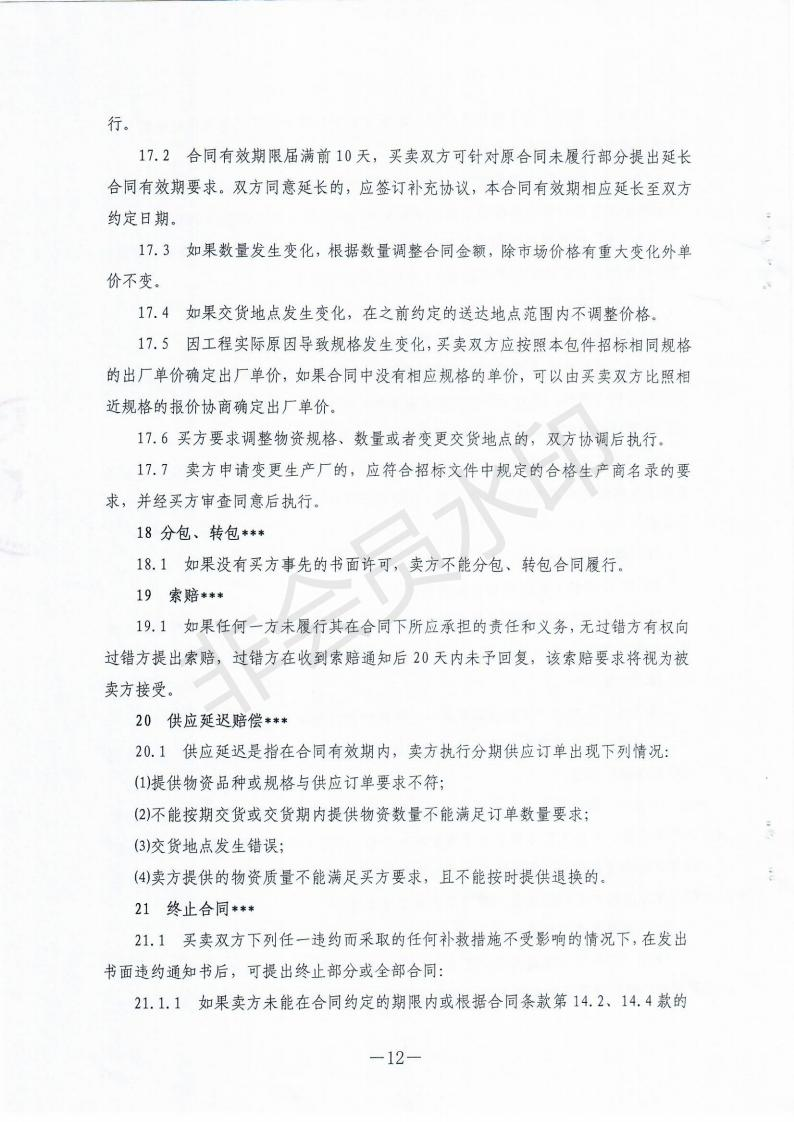 行。
17.2 合同有效期限届满前 10 天，买卖双方可针对原合同未履行部分提出延长
合同有效期要求。双方同意延长的，应签订补充协议，本合同有效期相应延长至双方
约定日期。
17.3 如果数量发生变化，根据数量调整合同金额，除市场价格有重大变化外单
价不变。
17.4 如果交货地点发生变化，在之前约定的送达地点范围内不调整价格。
17.5 因工程实际原因导致规格发生变化，买卖双方应按照本包件招标相同规格
的出厂单价确定出厂单价，如果合同中没有相应规格的单价，可以由买卖双方比照相
近规格的报价协商确定出厂单价。
17.6 买方要求调整物资规格、数量或者变更交货地点的，双方协调后执行。
17.7 卖方申请变更生产厂的，应符合招标文件中规定的合格生产商名录的要
求，并经买方审查同意后执行。
18 分包、转包***
18.1 如果没有买方事先的书面许可，卖方不能分包、转包合同履行。
19 索赔***
19.1 如果任何一方未履行其在合同下所应承担的责任和义务，无过错方有权向
过错方提出索赔，过错方在收到索赔通知后 20 天内未予回复，该索赔要求将视为被
卖方接受。
20 供应延迟赔偿***
20.1 供应延迟是指在合同有效期内，卖方执行分期供应订单出现下列情况：
⑴提供物资品种或规格与供应订单要求不符；
⑵不能按期交货或交货期内提供物资数量不能满足订单数量要求；
⑶交货地点发生错误；
⑷卖方提供的物资质量不能满足买方要求，且不能按时提供退换的。
21 终止合同***
21.1 买卖双方下列任一违约而采取的任何补救措施不受影响的情况下，在发出
书面违约通知书后，可提出终止部分或全部合同：
21.1.1 如果卖方未能在合同约定的期限内或根据合同条款第 14.2、14.4 款的
—12—
非会员水印